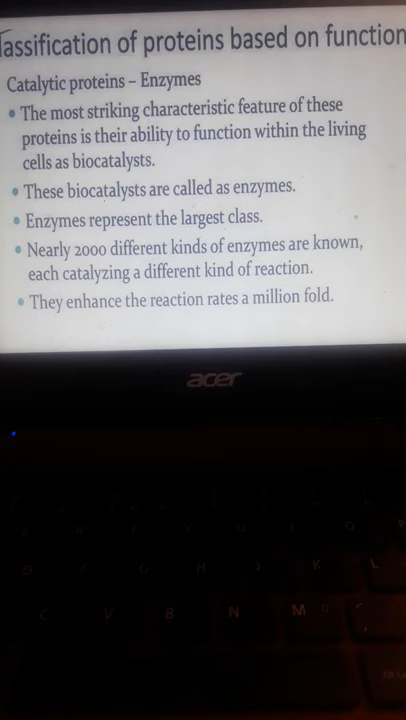 lassification of proteins based on function
Catalytic proteins – Enzymes
• The most striking characteristic feature of these
proteins is their ability to function within the living
cells as biocatalysts.
• These biocatalysts are called as enzymes.
• Enzymes represent the largest class.
• Nearly 2000 different kinds of enzymes are known,
each catalyzing a different kind of reaction.
• They enhance the reaction rates a million fold.
acer
H J K L
C V B N M